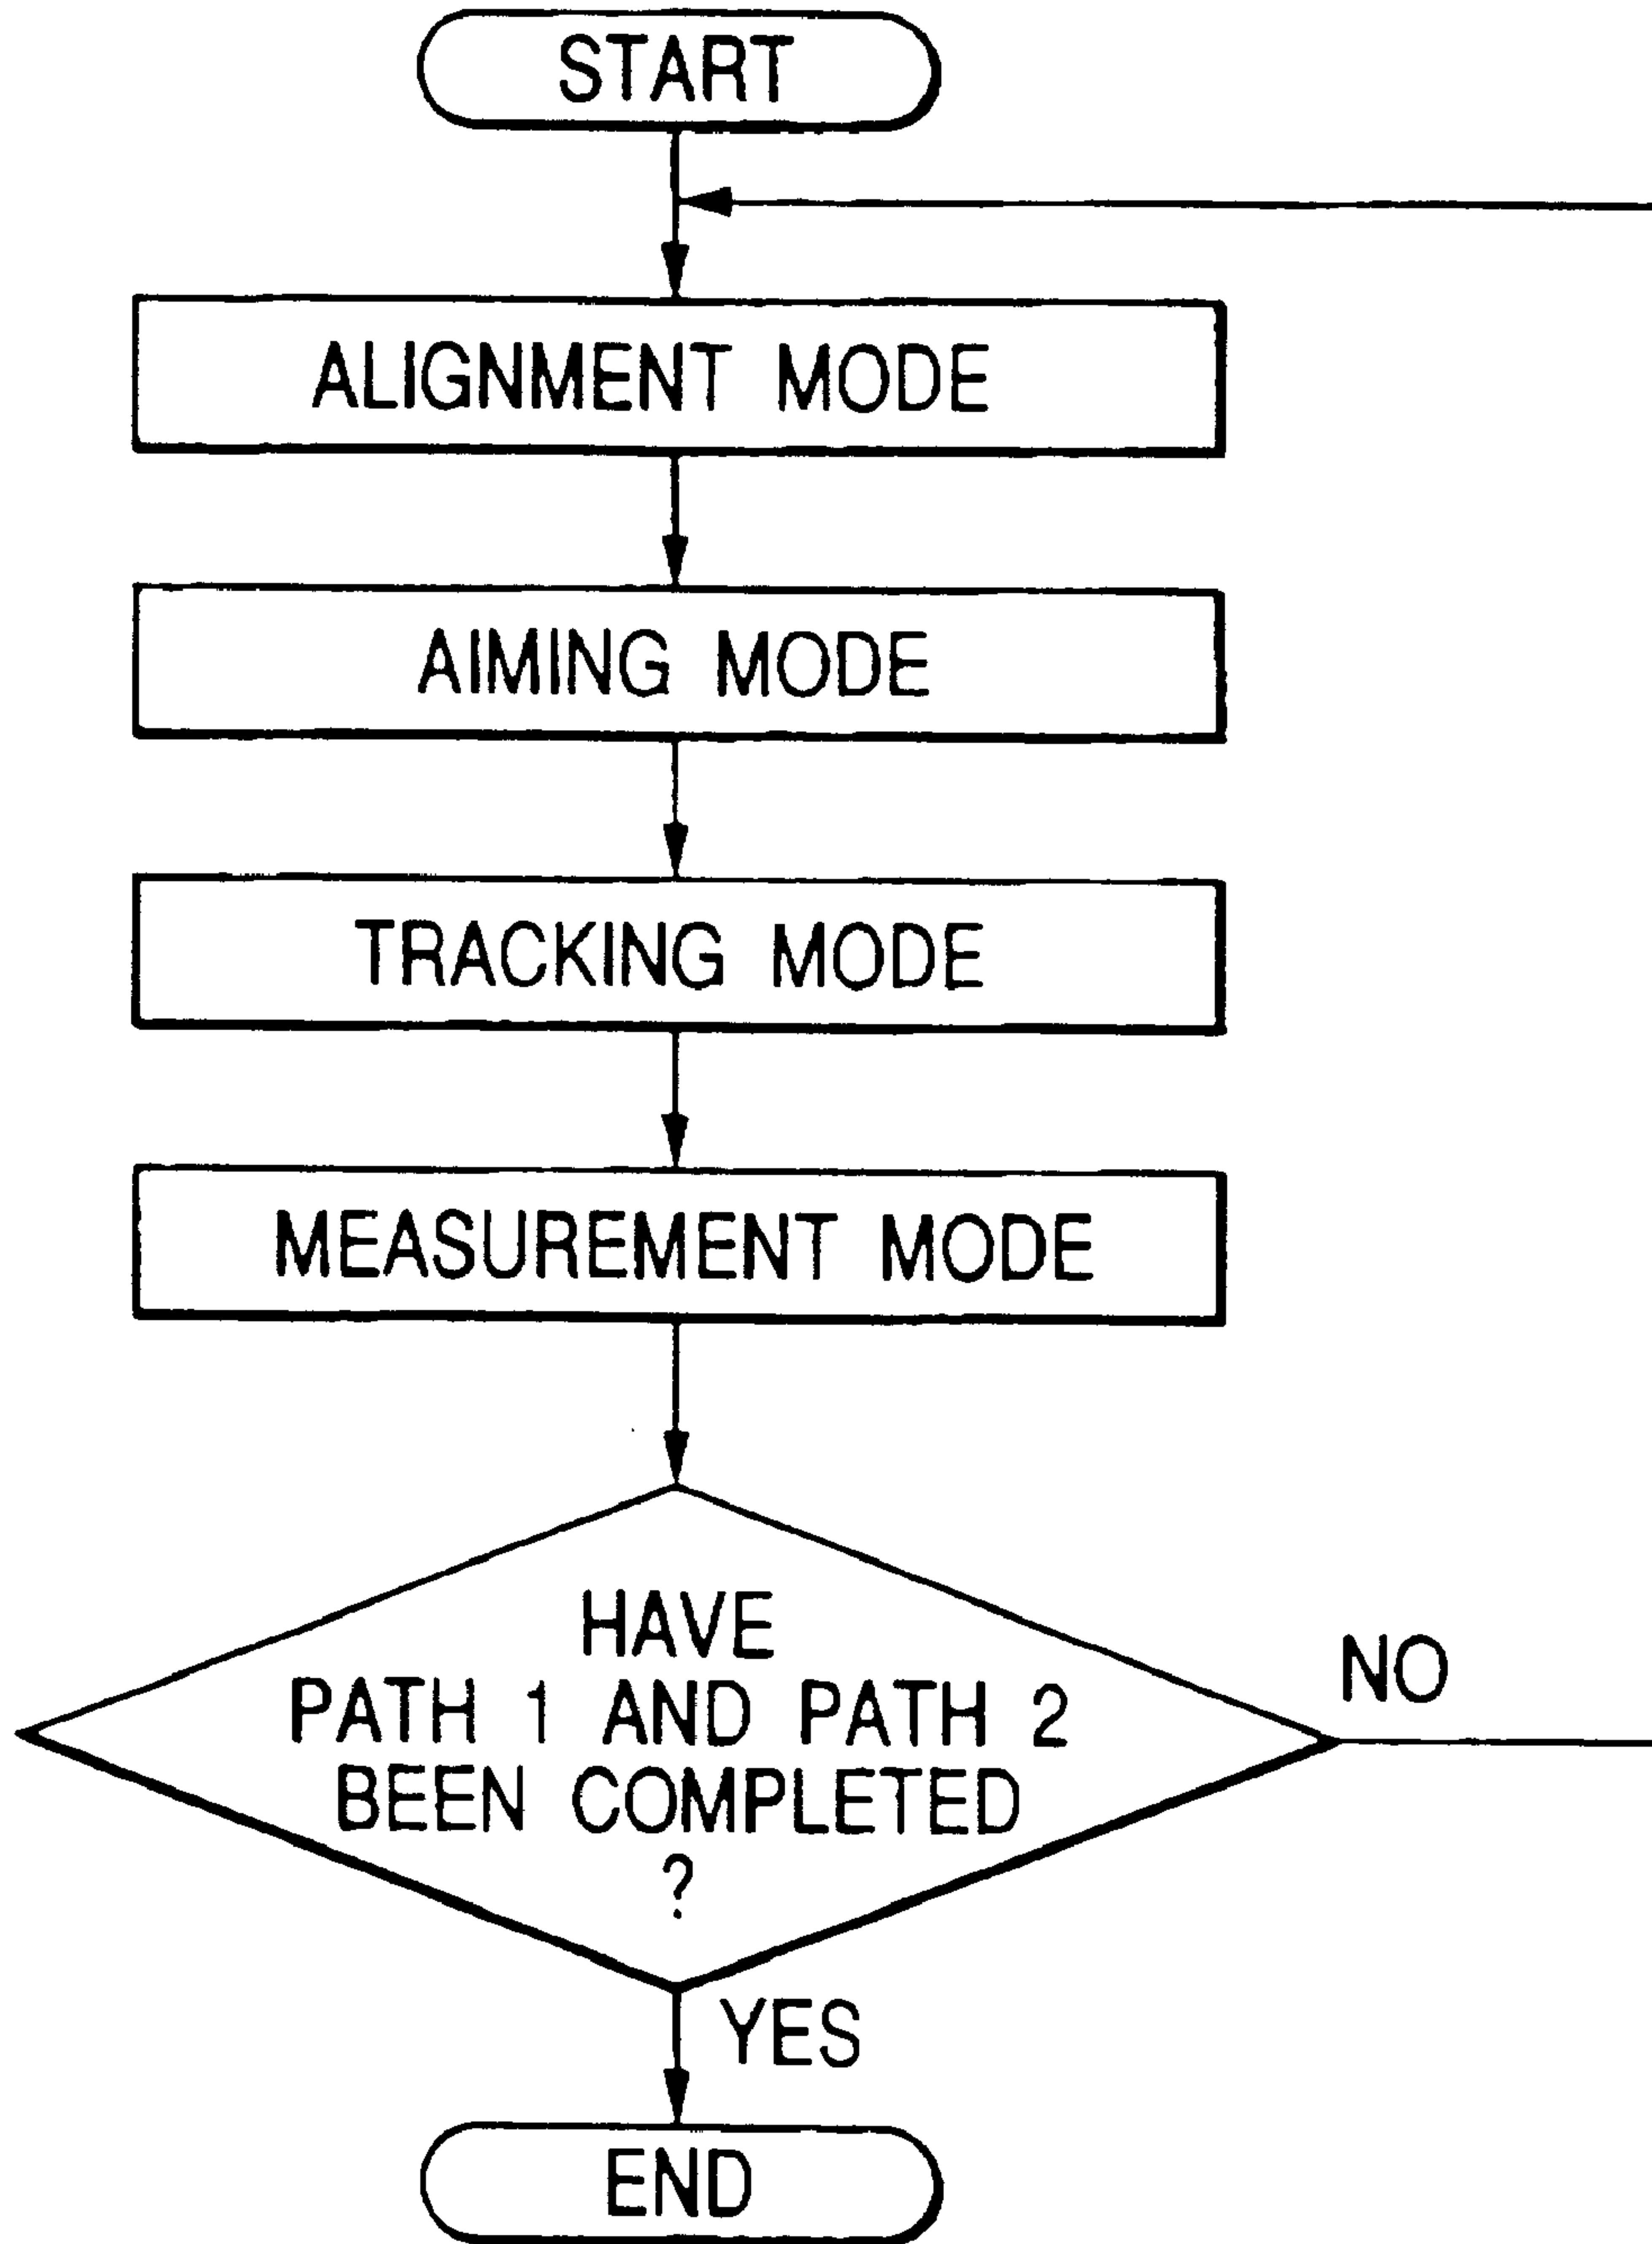 START
ALIGNMENT MODE
AIMING MODE
TRACKING MODE
MEASUREMENT MODE
HAVE
PATH 1 AND PATH 2
BEEN COMPLETED
?
NO
YES
END